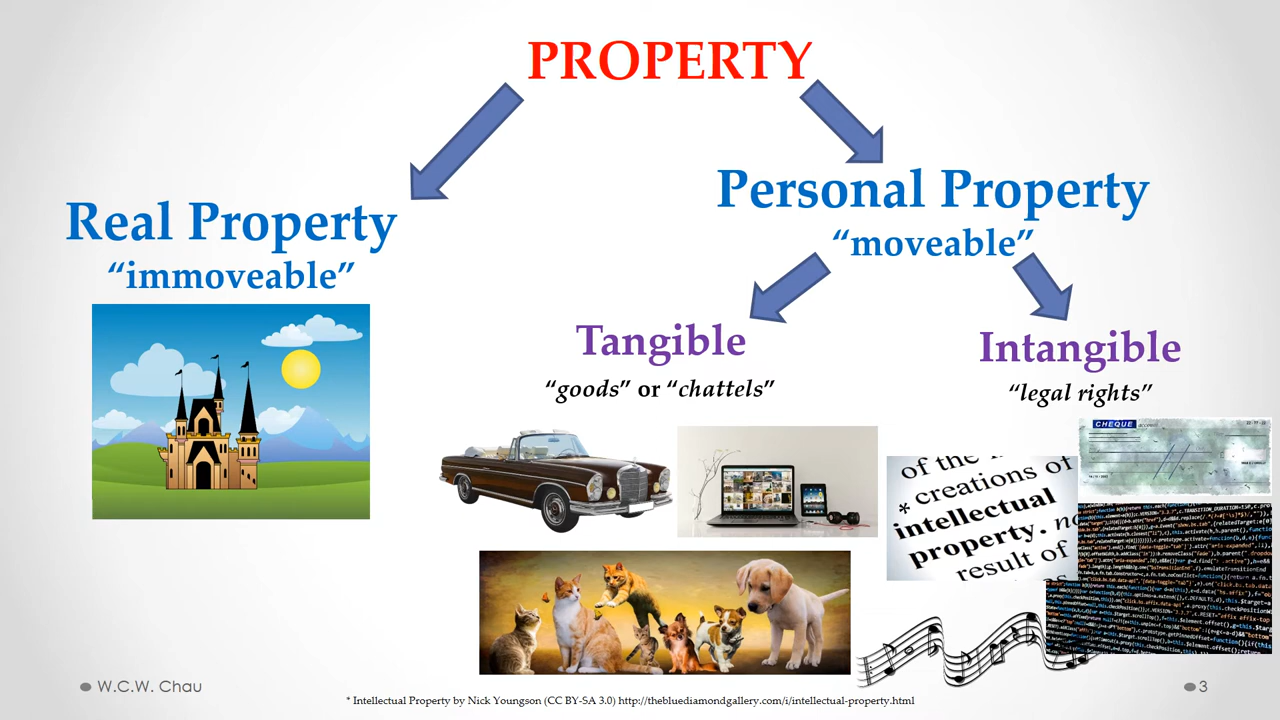 PROPERTY
Real Property
“immoveable”
Personal Property
“moveable”
Tangible
“goods” or “chattels”
Intangible
“legal rights”
CHEQUE
of the
* creations of
intellectual
property.
result of
W.C.W. Chau
* Intellectual Property by Nick Youngson (CC BY-SA 3.0) http://thebluediamondgallery.com/i/intellectual-property.html
3